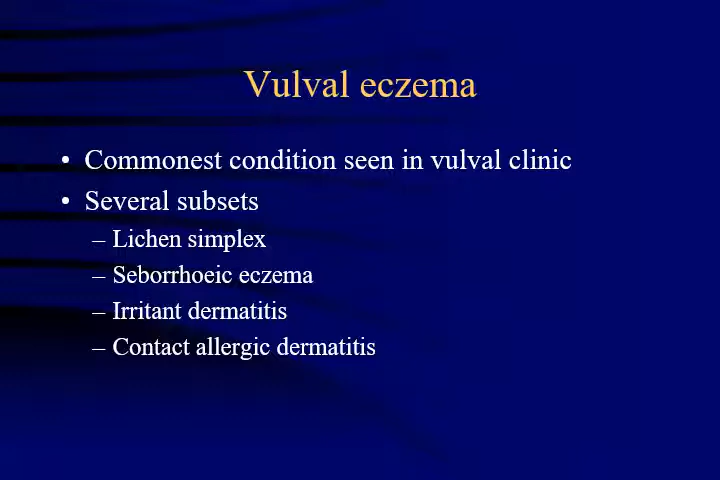 Vulval eczema
• Commonest condition seen in vulval clinic
• Several subsets
– Lichen simplex
– Seborrhoeic eczema
– Irritant dermatitis
– Contact allergic dermatitis